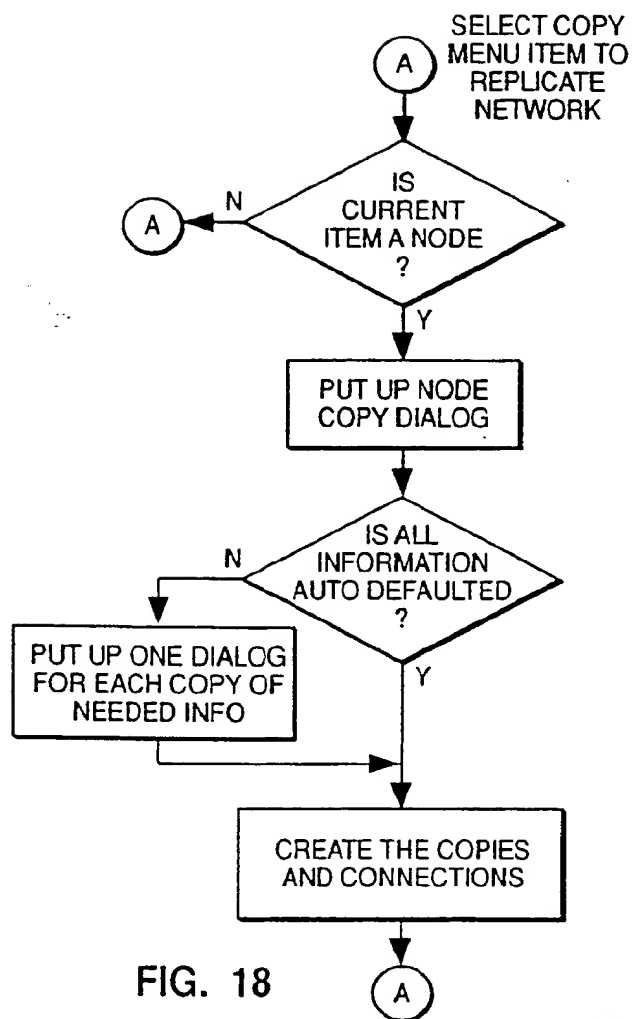 SELECT COPY
MENU ITEM TO
REPLICATE
NETWORK
A
IS
CURRENT
ITEM A NODE
?
N
A
Y
PUT UP NODE
COPY DIALOG
IS ALL
INFORMATION
AUTO DEFAULTED
?
N
PUT UP ONE DIALOG
FOR EACH COPY OF
NEEDED INFO
Y
CREATE THE COPIES
AND CONNECTIONS
A
FIG. 18